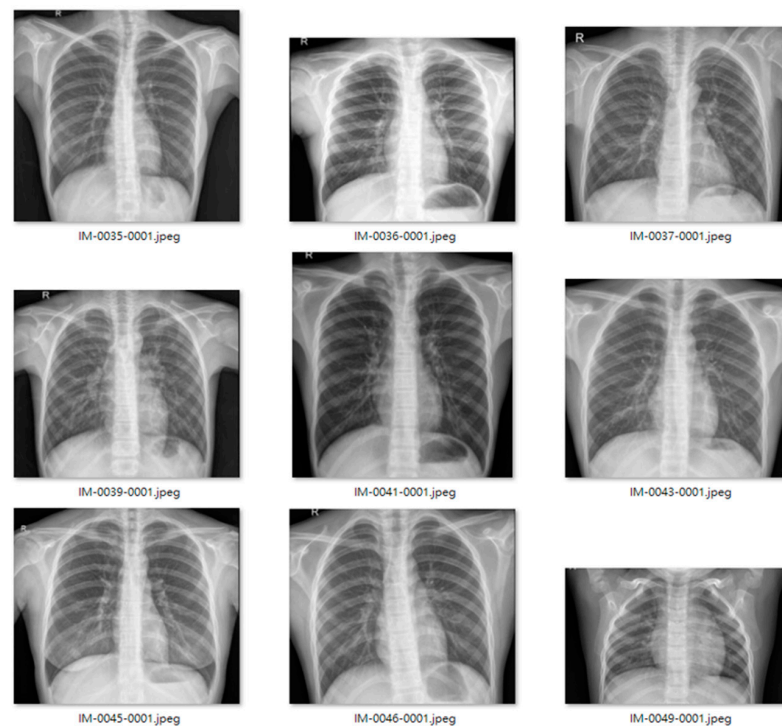 R
IM-0035-0001.jpeg
R
IM-0036-0001.jpeg
R
IM-0037-0001.jpeg
R
IM-0039-0001.jpeg
R
IM-0041-0001.jpeg
IM-0043-0001.jpeg
R
IM-0045-0001.jpeg
R
IM-0046-0001.jpeg
IM-0049-0001.jpeg